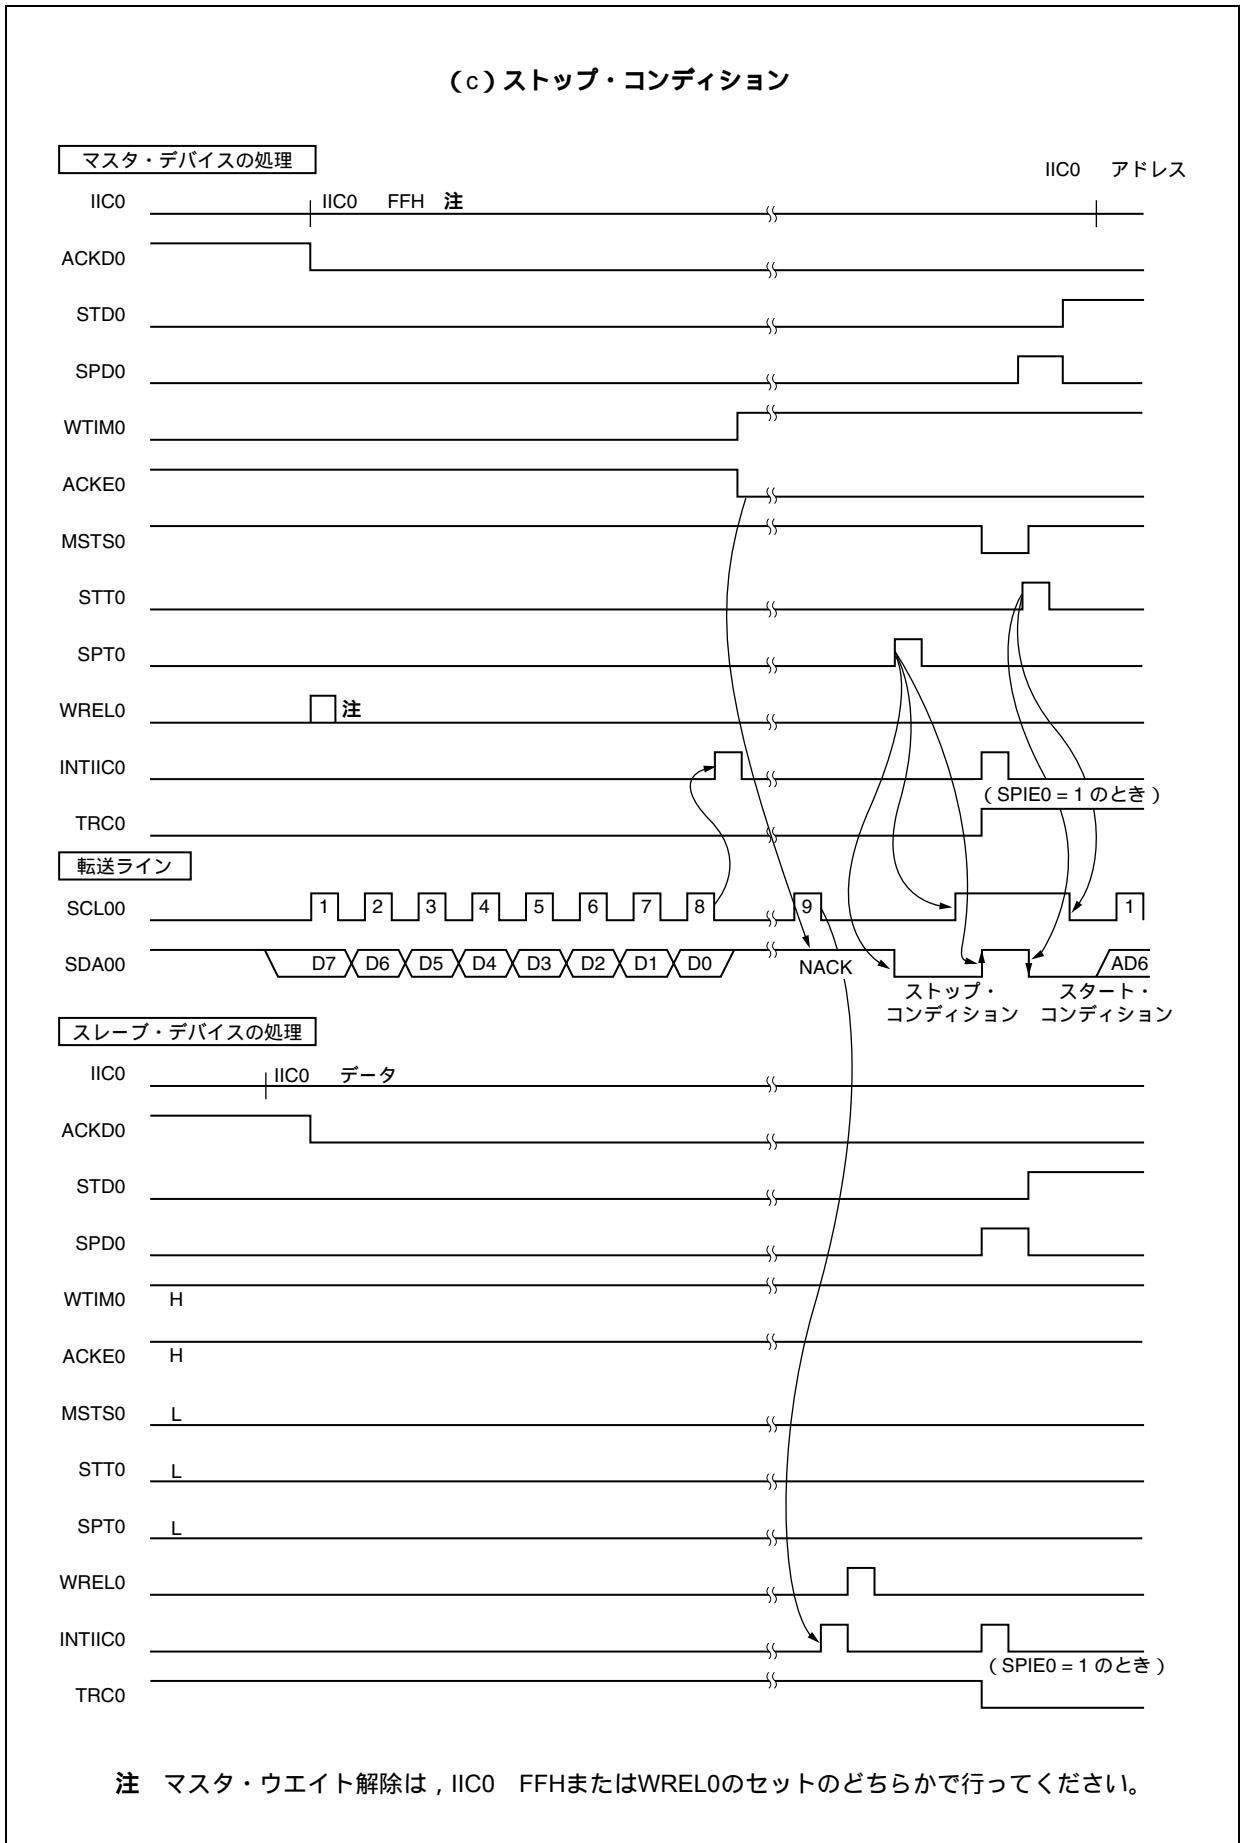 （c）ストップ・コンディション
マスタ・デバイスの処理
IIC0 アドレス
IIC0 IIC0 FFH 注
ACKD0
STD0
SPD0
WTIM0
ACKE0
MSTS0
STT0
SPT0
WREL0 注
INTIIC0
（SPIE0 = 1 のとき）
TRC0
転送ライン
SCL00 1 2 3 4 5 6 7 8 9 1
SDA00 D7 D6 D5 D4 D3 D2 D1 D0 NACK AD6
ストップ・ スタート・
コンディション コンディション
スレーブ・デバイスの処理
IIC0 IIC0 データ
ACKD0
STD0
SPD0
WTIM0 H
ACKE0 H
MSTS0 L
STT0 L
SPT0 L
WREL0
INTIIC0
（SPIE0 = 1 のとき）
TRC0
注 マスタ・ウエイト解除は，IIC0 FFHまたはWREL0のセットのどちらかで行ってください。